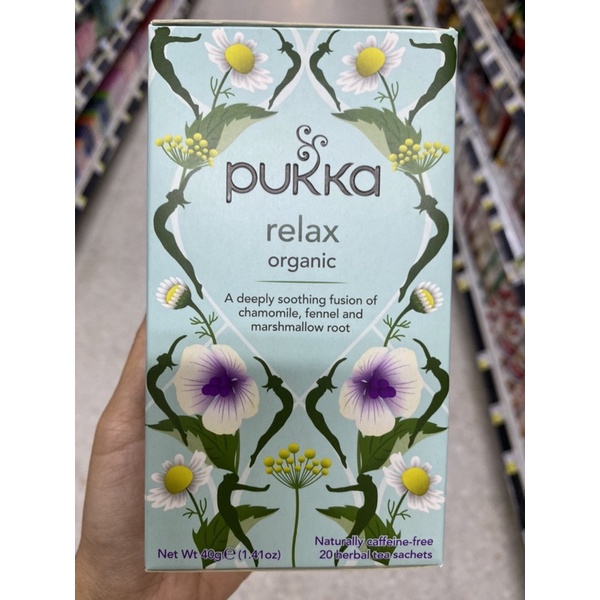 pukka
relax
organic
A deeply soothing fusion of
chamomile, fennel and
marshmallow root
Naturally caffeine-free
Net Wt 40g ℮ (1.41oz) 20 herbal tea sachets